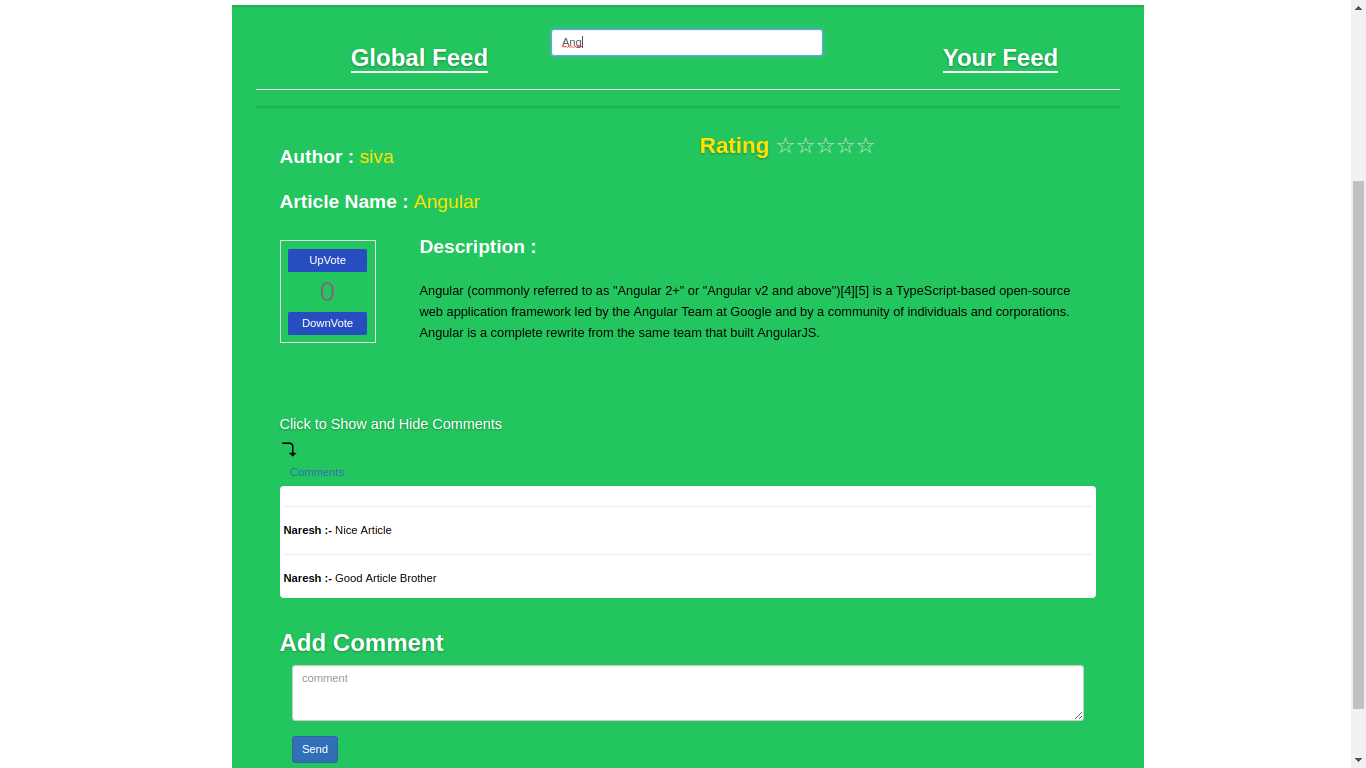 Ang
Global Feed
Your Feed
Rating ☆☆☆☆☆
Author : siva
Article Name : Angular
UpVote
0
DownVote
Description :
Angular (commonly referred to as "Angular 2+" or "Angular v2 and above")[4][5] is a TypeScript-based open-source
web application framework led by the Angular Team at Google and by a community of individuals and corporations.
Angular is a complete rewrite from the same team that built AngularJS.
Click to Show and Hide Comments
Comments
Naresh :- Nice Article
Naresh :- Good Article Brother
Add Comment
comment
Send